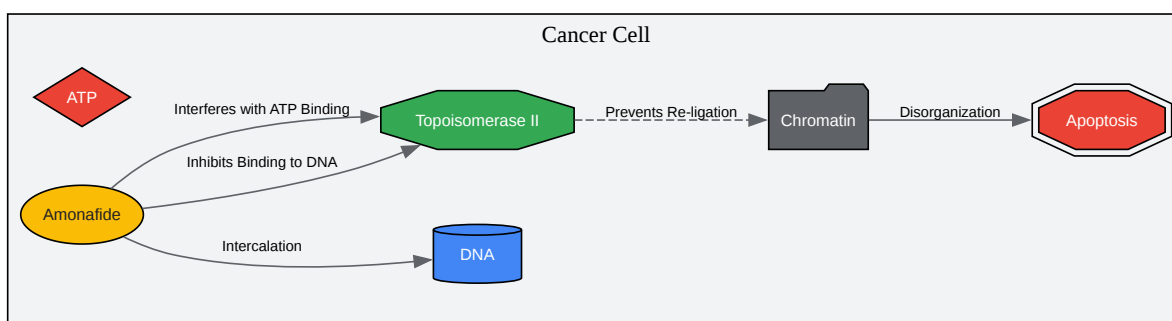 Cancer Cell
ATP
Interferes with ATP Binding
Topoisomerase II
Prevents Re-ligation
Chromatin
Disorganization
Apoptosis
Inhibits Binding to DNA
Amonafide
Intercalation
DNA